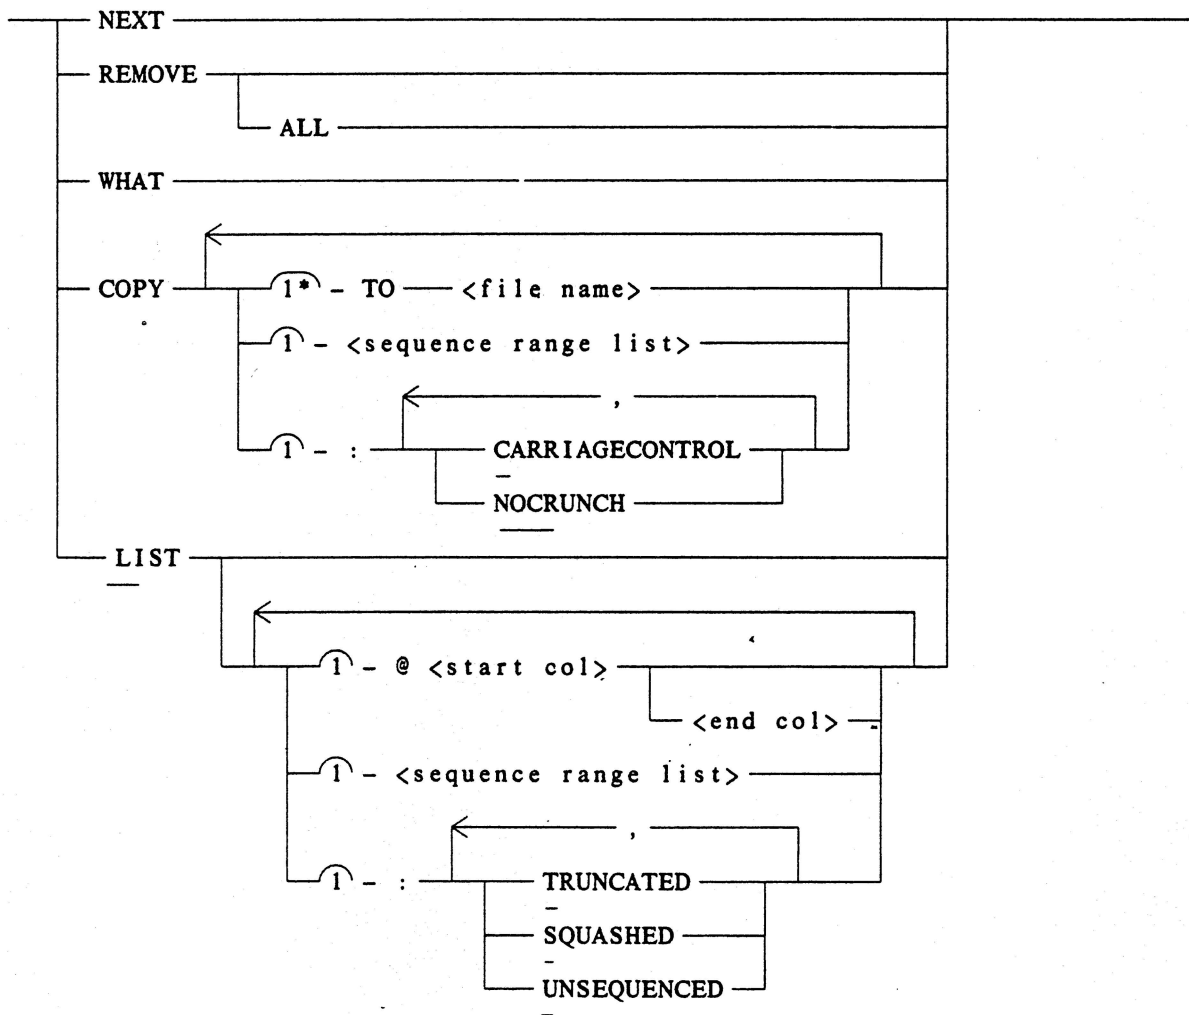 NEXT
REMOVE
ALL
WHAT
COPY
1* - TO <file name>
1 - <sequence range list>
,
1 - : CARRIAGECONTROL
NOCRUNCH
LIST
1 - @ <start col>
<end col>
1 - <sequence range list>
,
1 - : TRUNCATED
SQUASHED
UNSEQUENCED